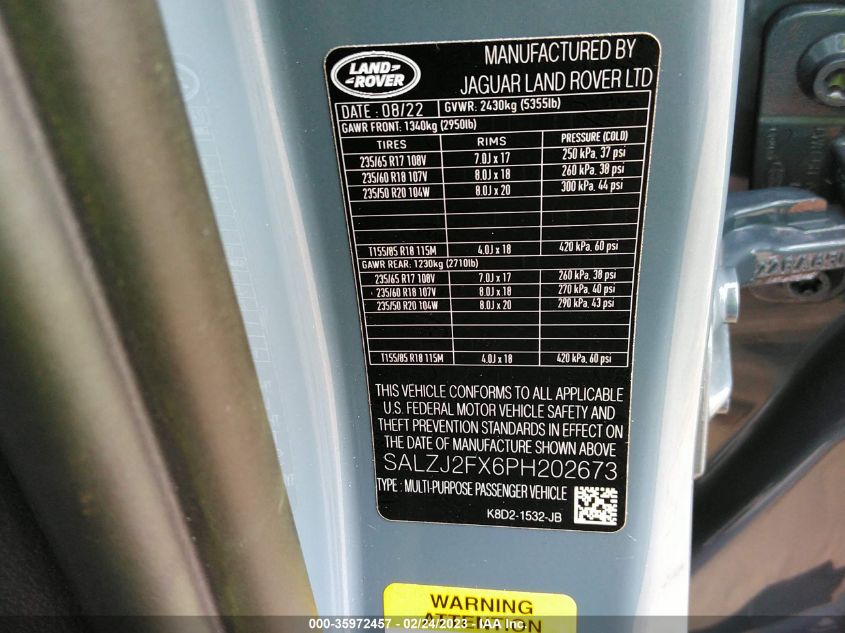 LAND ROVER
MANUFACTURED BY
JAGUAR LAND ROVER LTD
DATE : 08/22 GVWR: 2430kg (5355lb)
GAWR FRONT: 1340kg (2950lb)
TIRES RIMS PRESSURE (COLD)
235/65 R17 108V 7.0J x 17 250 kPa, 37 psi
235/60 R18 107V 8.0J x 18 260 kPa, 38 psi
235/50 R20 104W 8.0J x 20 300 kPa, 44 psi
T155/85 R18 115M 4.0J x 18 420 kPa, 60 psi
GAWR REAR: 1230kg (2710lb)
235/65 R17 108V 7.0J x 17 260 kPa, 38 psi
235/60 R18 107V 8.0J x 18 270 kPa, 40 psi
235/50 R20 104W 8.0J x 20 290 kPa, 43 psi
T155/85 R18 115M 4.0J x 18 420 kPa, 60 psi
THIS VEHICLE CONFORMS TO ALL APPLICABLE
U.S. FEDERAL MOTOR VEHICLE SAFETY AND
THEFT PREVENTION STANDARDS IN EFFECT ON
THE DATE OF MANUFACTURE SHOWN ABOVE
SALZJ2FX6PH202673
TYPE : MULTI-PURPOSE PASSENGER VEHICLE
K8D2-1532-JB
WARNING
ATTENTION
000-35972457 - 02/24/2023 - IAA Inc.